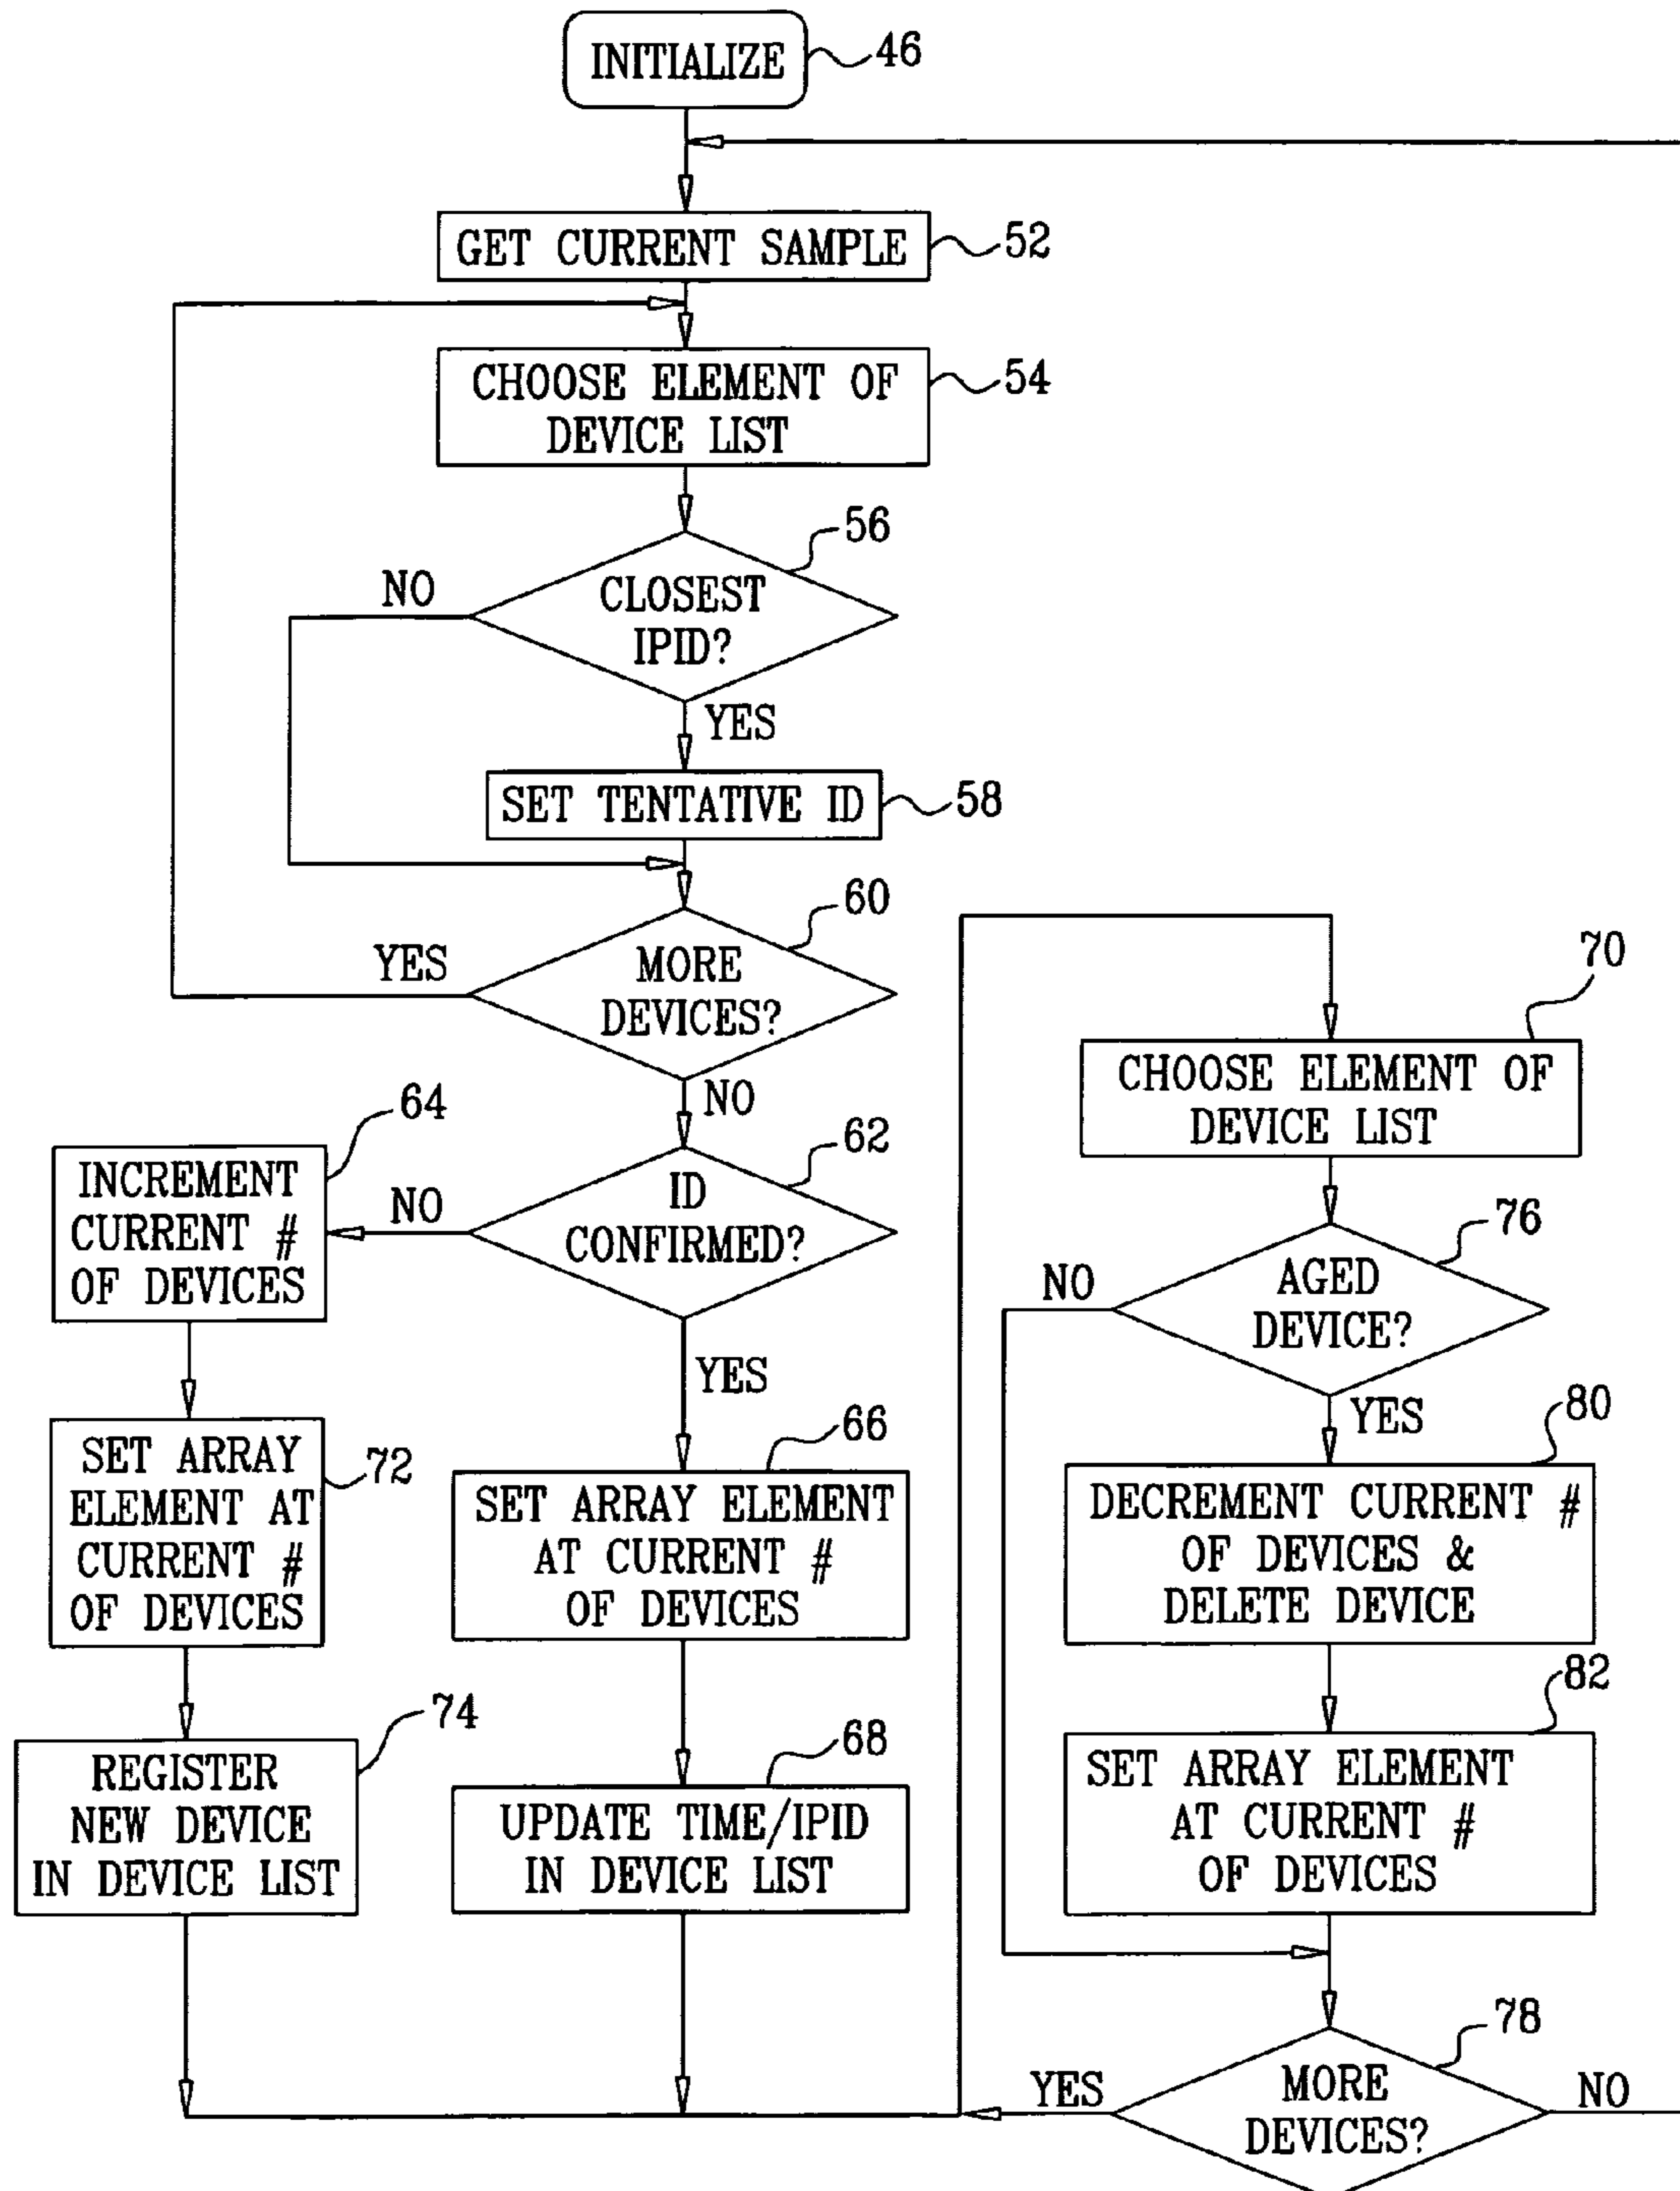 INITIALIZE
46
GET CURRENT SAMPLE
52
CHOOSE ELEMENT OF
DEVICE LIST
54
56
NO
CLOSEST
IPID?
YES
SET TENTATIVE ID
58
60
YES
MORE
DEVICES?
NO
62
ID
CONFIRMED?
NO
64
INCREMENT
CURRENT #
OF DEVICES
YES
72
SET ARRAY
ELEMENT AT
CURRENT #
OF DEVICES
66
SET ARRAY ELEMENT
AT CURRENT #
OF DEVICES
74
REGISTER
NEW DEVICE
IN DEVICE LIST
68
UPDATE TIME/IPID
IN DEVICE LIST
70
CHOOSE ELEMENT OF
DEVICE LIST
76
NO
AGED
DEVICE?
YES
80
DECREMENT CURRENT #
OF DEVICES &
DELETE DEVICE
82
SET ARRAY ELEMENT
AT CURRENT #
OF DEVICES
78
YES
MORE
DEVICES?
NO